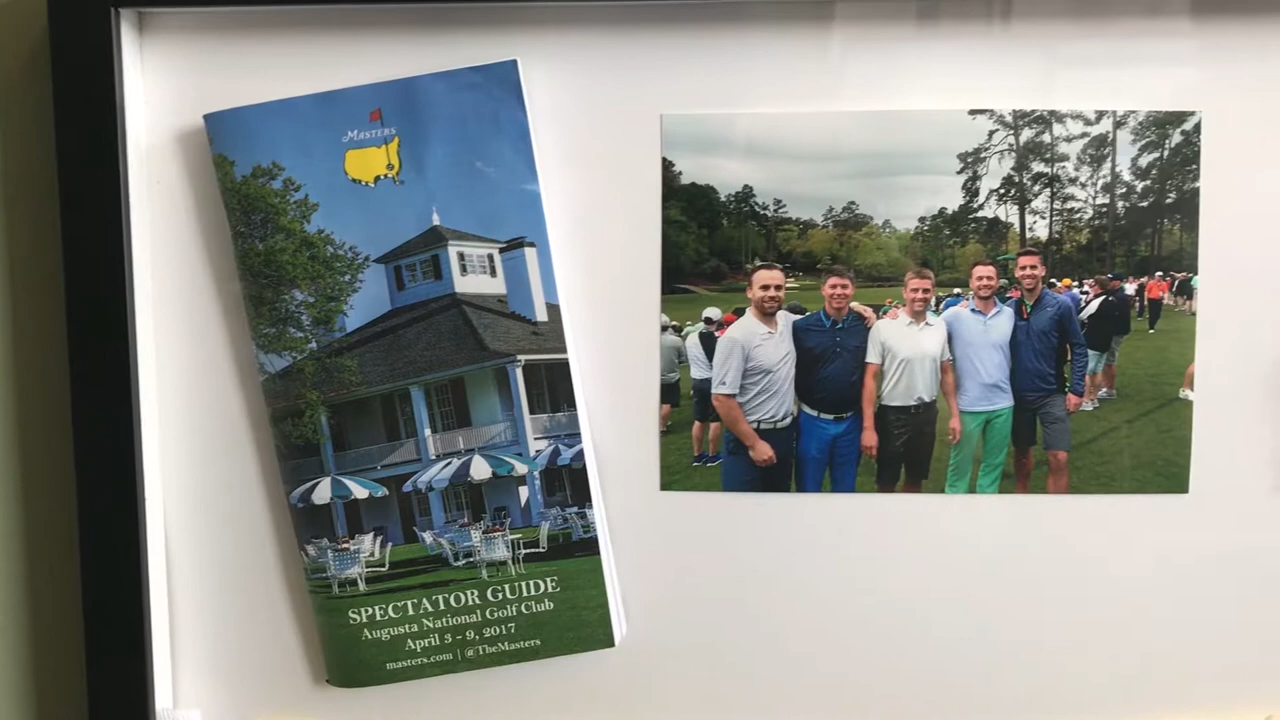 MASTERS
SPECTATOR GUIDE
Augusta National Golf Club
April 3 - 9, 2017
masters.com | @TheMasters